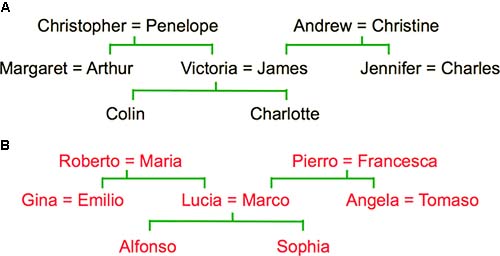 A
Christopher = Penelope Andrew = Christine
Margaret = Arthur Victoria = James Jennifer = Charles
Colin Charlotte
B
Roberto = Maria Pierro = Francesca
Gina = Emilio Lucia = Marco Angela = Tomaso
Alfonso Sophia